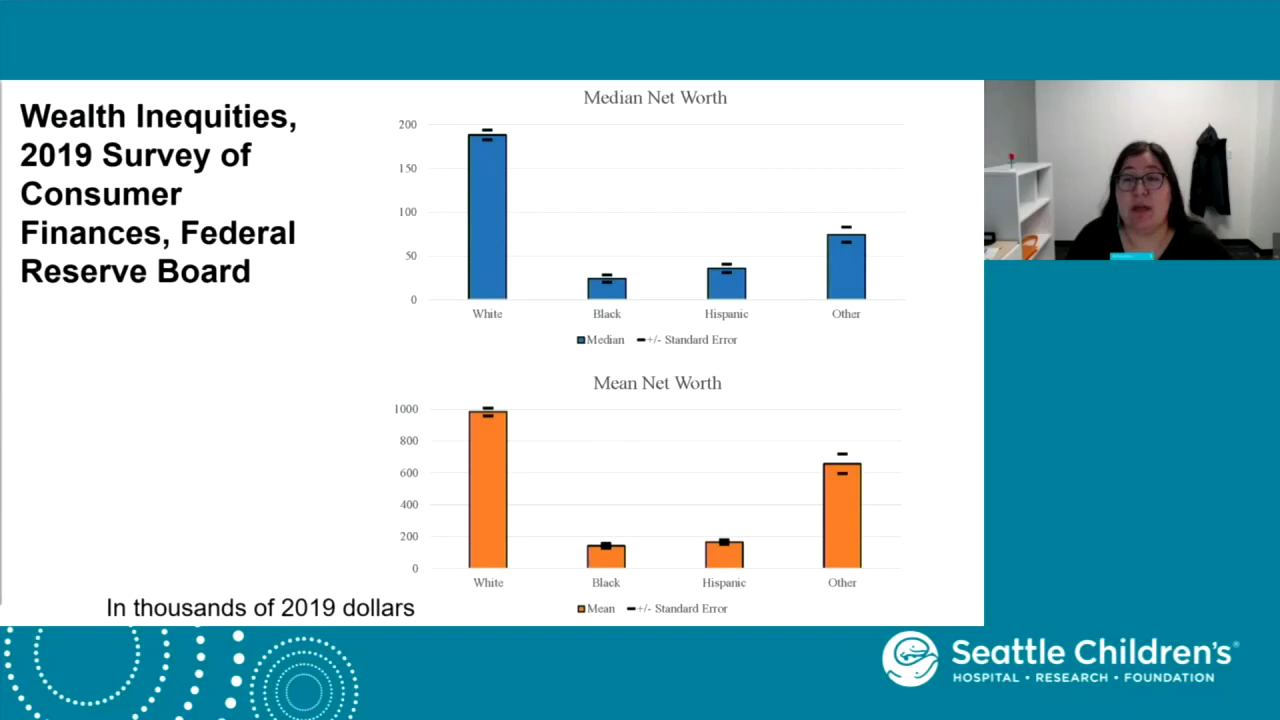 Wealth Inequities,
2019 Survey of
Consumer
Finances, Federal
Reserve Board
Median Net Worth
200
150
100
50
0
White Black Hispanic Other
Median +/- Standard Error
Mean Net Worth
1000
800
600
400
200
0
White Black Hispanic Other
Mean +/- Standard Error
In thousands of 2019 dollars
Seattle Children's®
HOSPITAL • RESEARCH • FOUNDATION